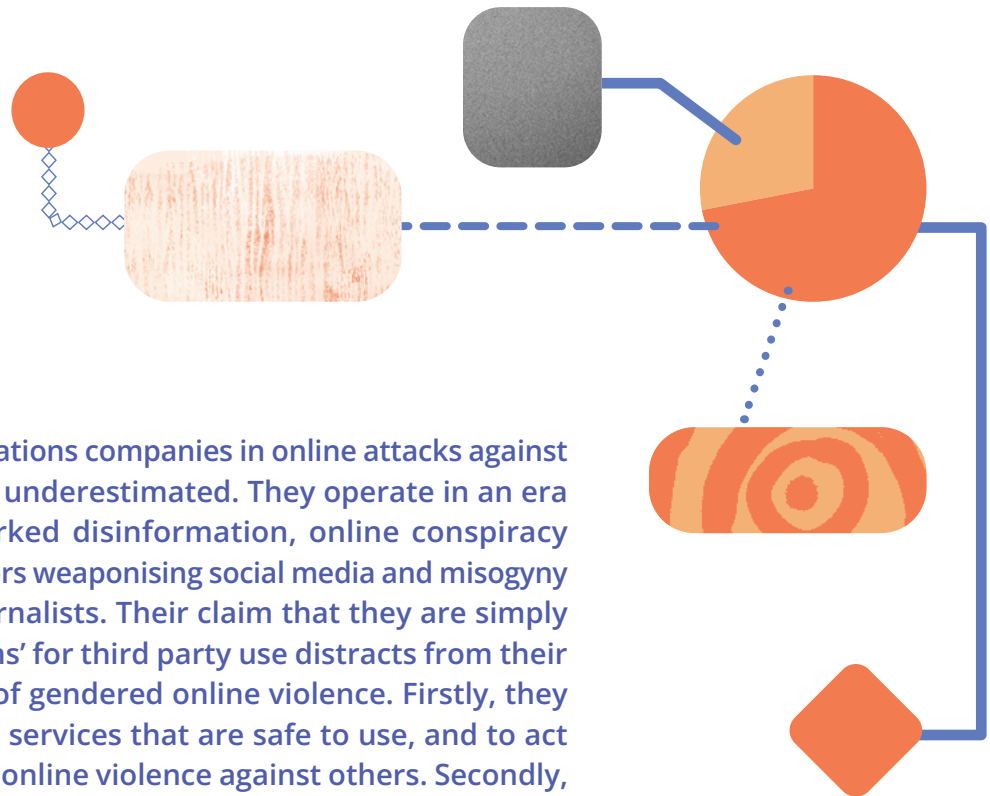 ations companies in online attacks against
underestimated. They operate in an era
rked disinformation, online conspiracy
rs weaponising social media and misogyny
rnalists. Their claim that they are simply
ns’ for third party use distracts from their
of gendered online violence. Firstly, they
services that are safe to use, and to act
online violence against others. Secondly,